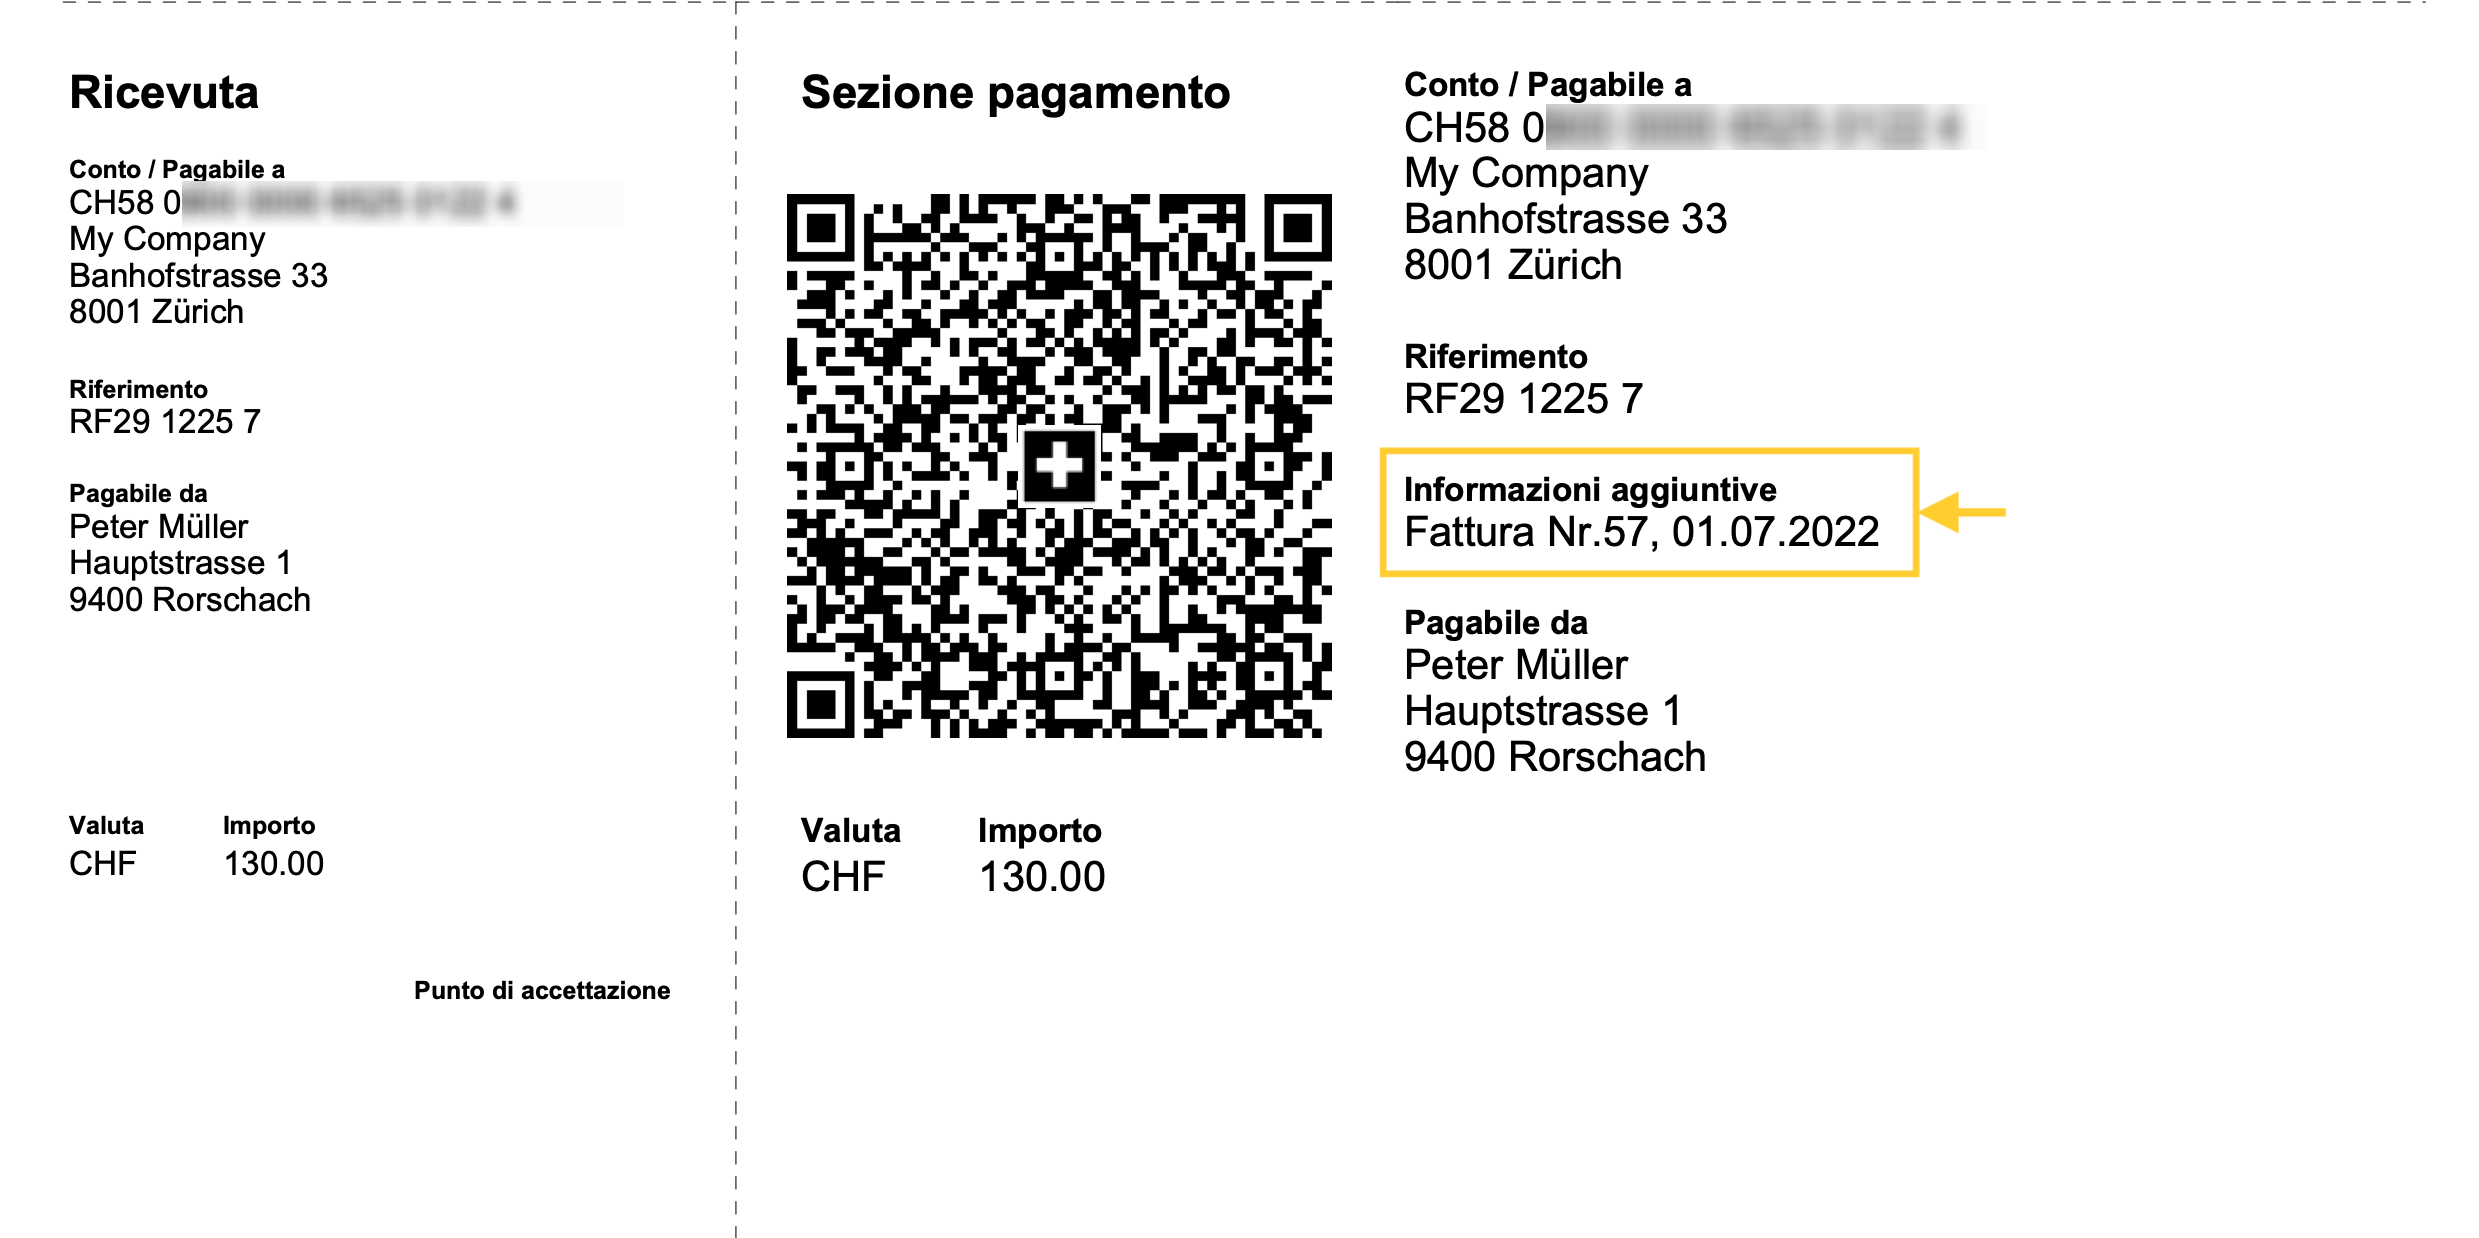 Ricevuta
Conto / Pagabile a
CH58 0
My Company
Banhofstrasse 33
8001 Zürich
Riferimento
RF29 1225 7
Pagabile da
Peter Müller
Hauptstrasse 1
9400 Rorschach
Valuta Importo
CHF 130.00
Punto di accettazione
Sezione pagamento
Valuta Importo
CHF 130.00
Conto / Pagabile a
CH58 0
My Company
Banhofstrasse 33
8001 Zürich
Riferimento
RF29 1225 7
Informazioni aggiuntive
Fattura Nr.57, 01.07.2022
Pagabile da
Peter Müller
Hauptstrasse 1
9400 Rorschach